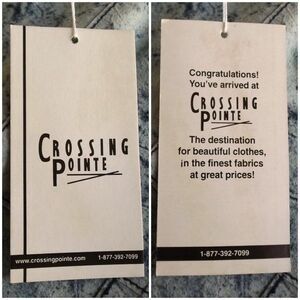 CROSSING
POINTE
www.crossingpointe.com 1-877-392-7099
Congratulations!
You've arrived at
CROSSING
POINTE
The destination
for beautiful clothes,
in the finest fabrics
at great prices!
1-877-392-7099